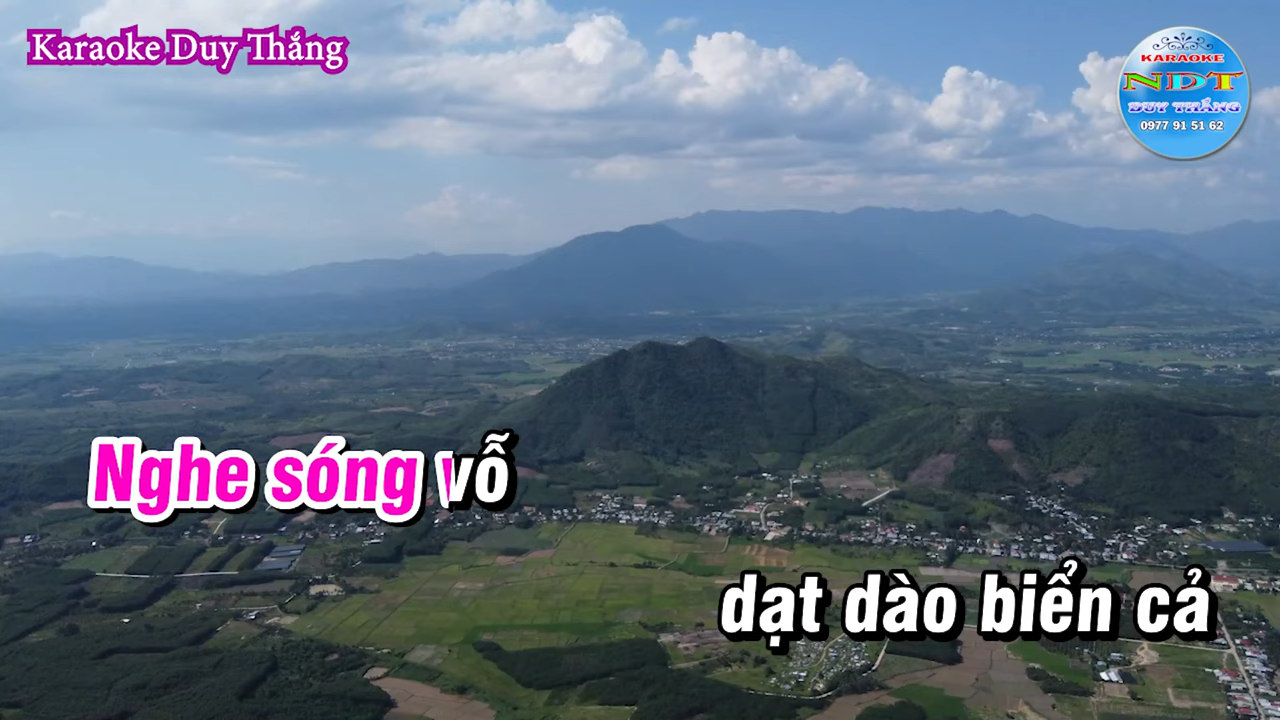 Karaoke Duy Thắng
KARAOKE
NDT
DUY THẮNG
0977 91 51 62
Nghe sóng vỗ
dạt dào biển cả